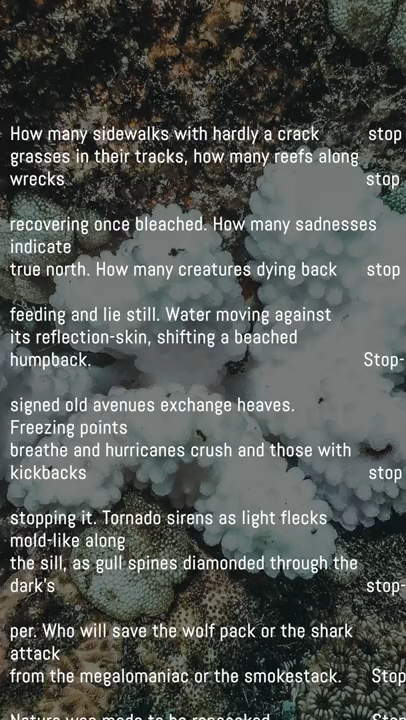 How many sidewalks with hardly a crack stop
grasses in their tracks, how many reefs along
wrecks stop
recovering once bleached. How many sadnesses
indicate
true north. How many creatures dying back stop
feeding and lie still. Water moving against
its reflection-skin, shifting a beached
humpback. Stop-
signed old avenues exchange heaves.
Freezing points
breathe and hurricanes crush and those with
kickbacks stop
stopping it. Tornado sirens as light flecks
mold-like along
the sill, as gull spines diamonded through the
dark's stop-
per. Who will save the wolf pack or the shark
attack
from the megalomaniac or the smokestack. Stop
Nature was made to be